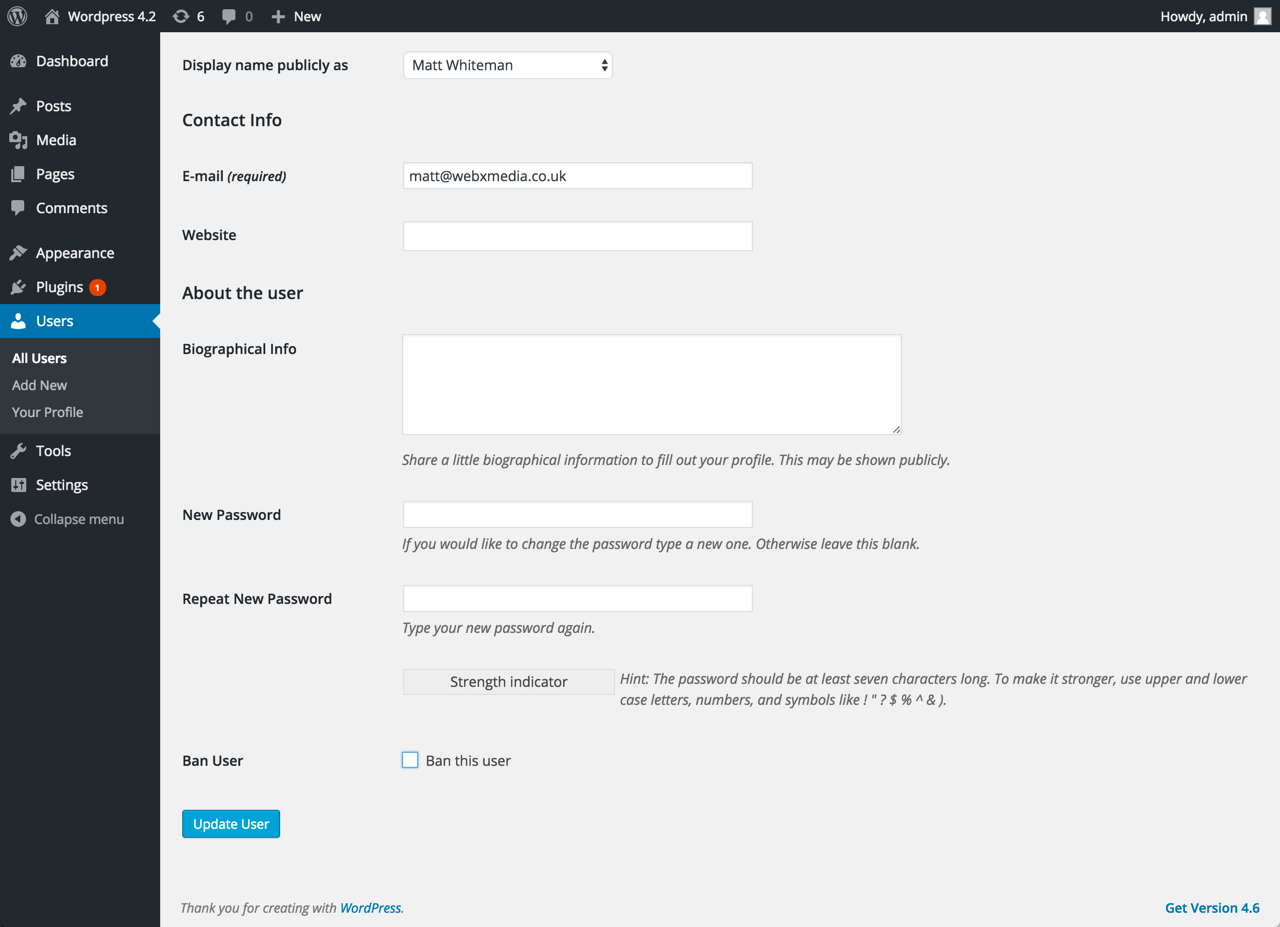 Wordpress 4.2 6 0 New Howdy, admin
Dashboard
Posts
Media
Pages
Comments
Appearance
Plugins 1
Users
All Users
Add New
Your Profile
Tools
Settings
Collapse menu
Display name publicly as Matt Whiteman
Contact Info
E-mail (required) matt@webxmedia.co.uk
Website
About the user
Biographical Info
Share a little biographical information to fill out your profile. This may be shown publicly.
New Password
If you would like to change the password type a new one. Otherwise leave this blank.
Repeat New Password
Type your new password again.
Strength indicator
Hint: The password should be at least seven characters long. To make it stronger, use upper and lower
case letters, numbers, and symbols like ! " ? $ % ^ & ).
Ban User Ban this user
Update User
Thank you for creating with WordPress. Get Version 4.6